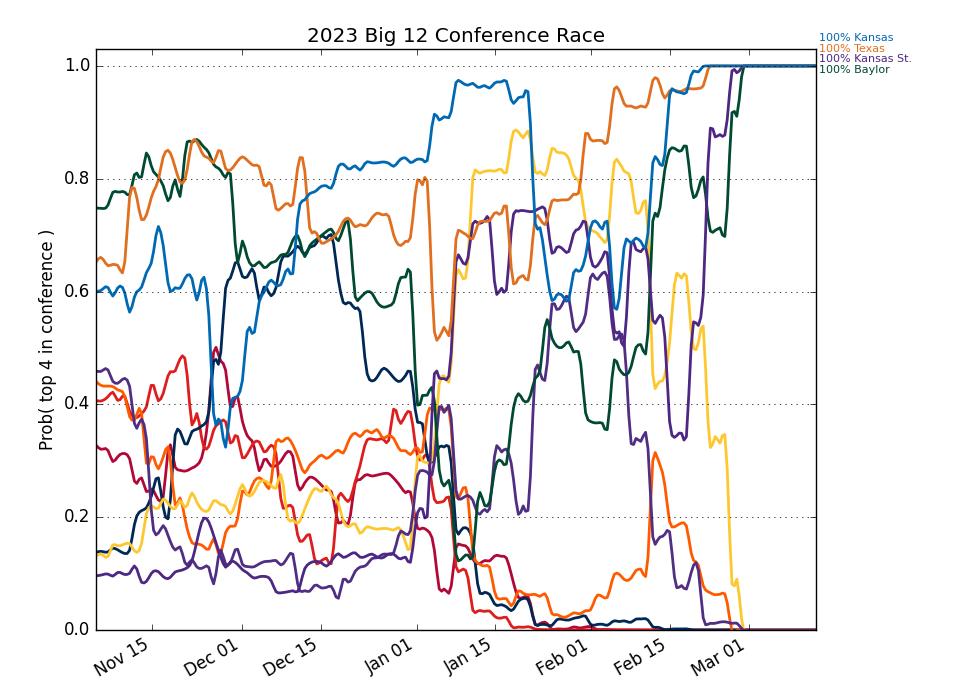 2023 Big 12 Conference Race
100% Kansas
100% Texas
100% Kansas St.
100% Baylor
Prob( top 4 in conference )
1.0
0.8
0.6
0.4
0.2
0.0
Nov 15
Dec 01
Dec 15
Jan 01
Jan 15
Feb 01
Feb 15
Mar 01